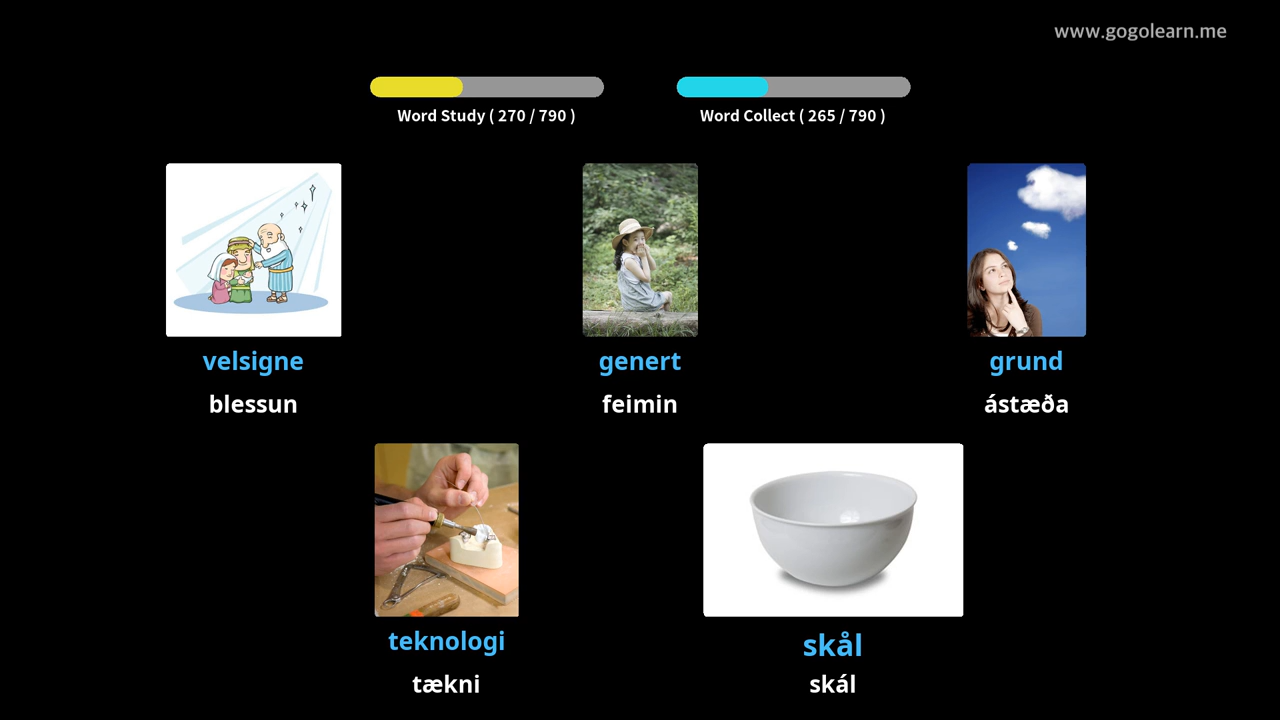 www.gogolearn.me
Word Study ( 270 / 790 )
Word Collect ( 265 / 790 )
velsigne
blessun
genert
feimin
grund
ástæða
teknologi
tækni
skål
skál